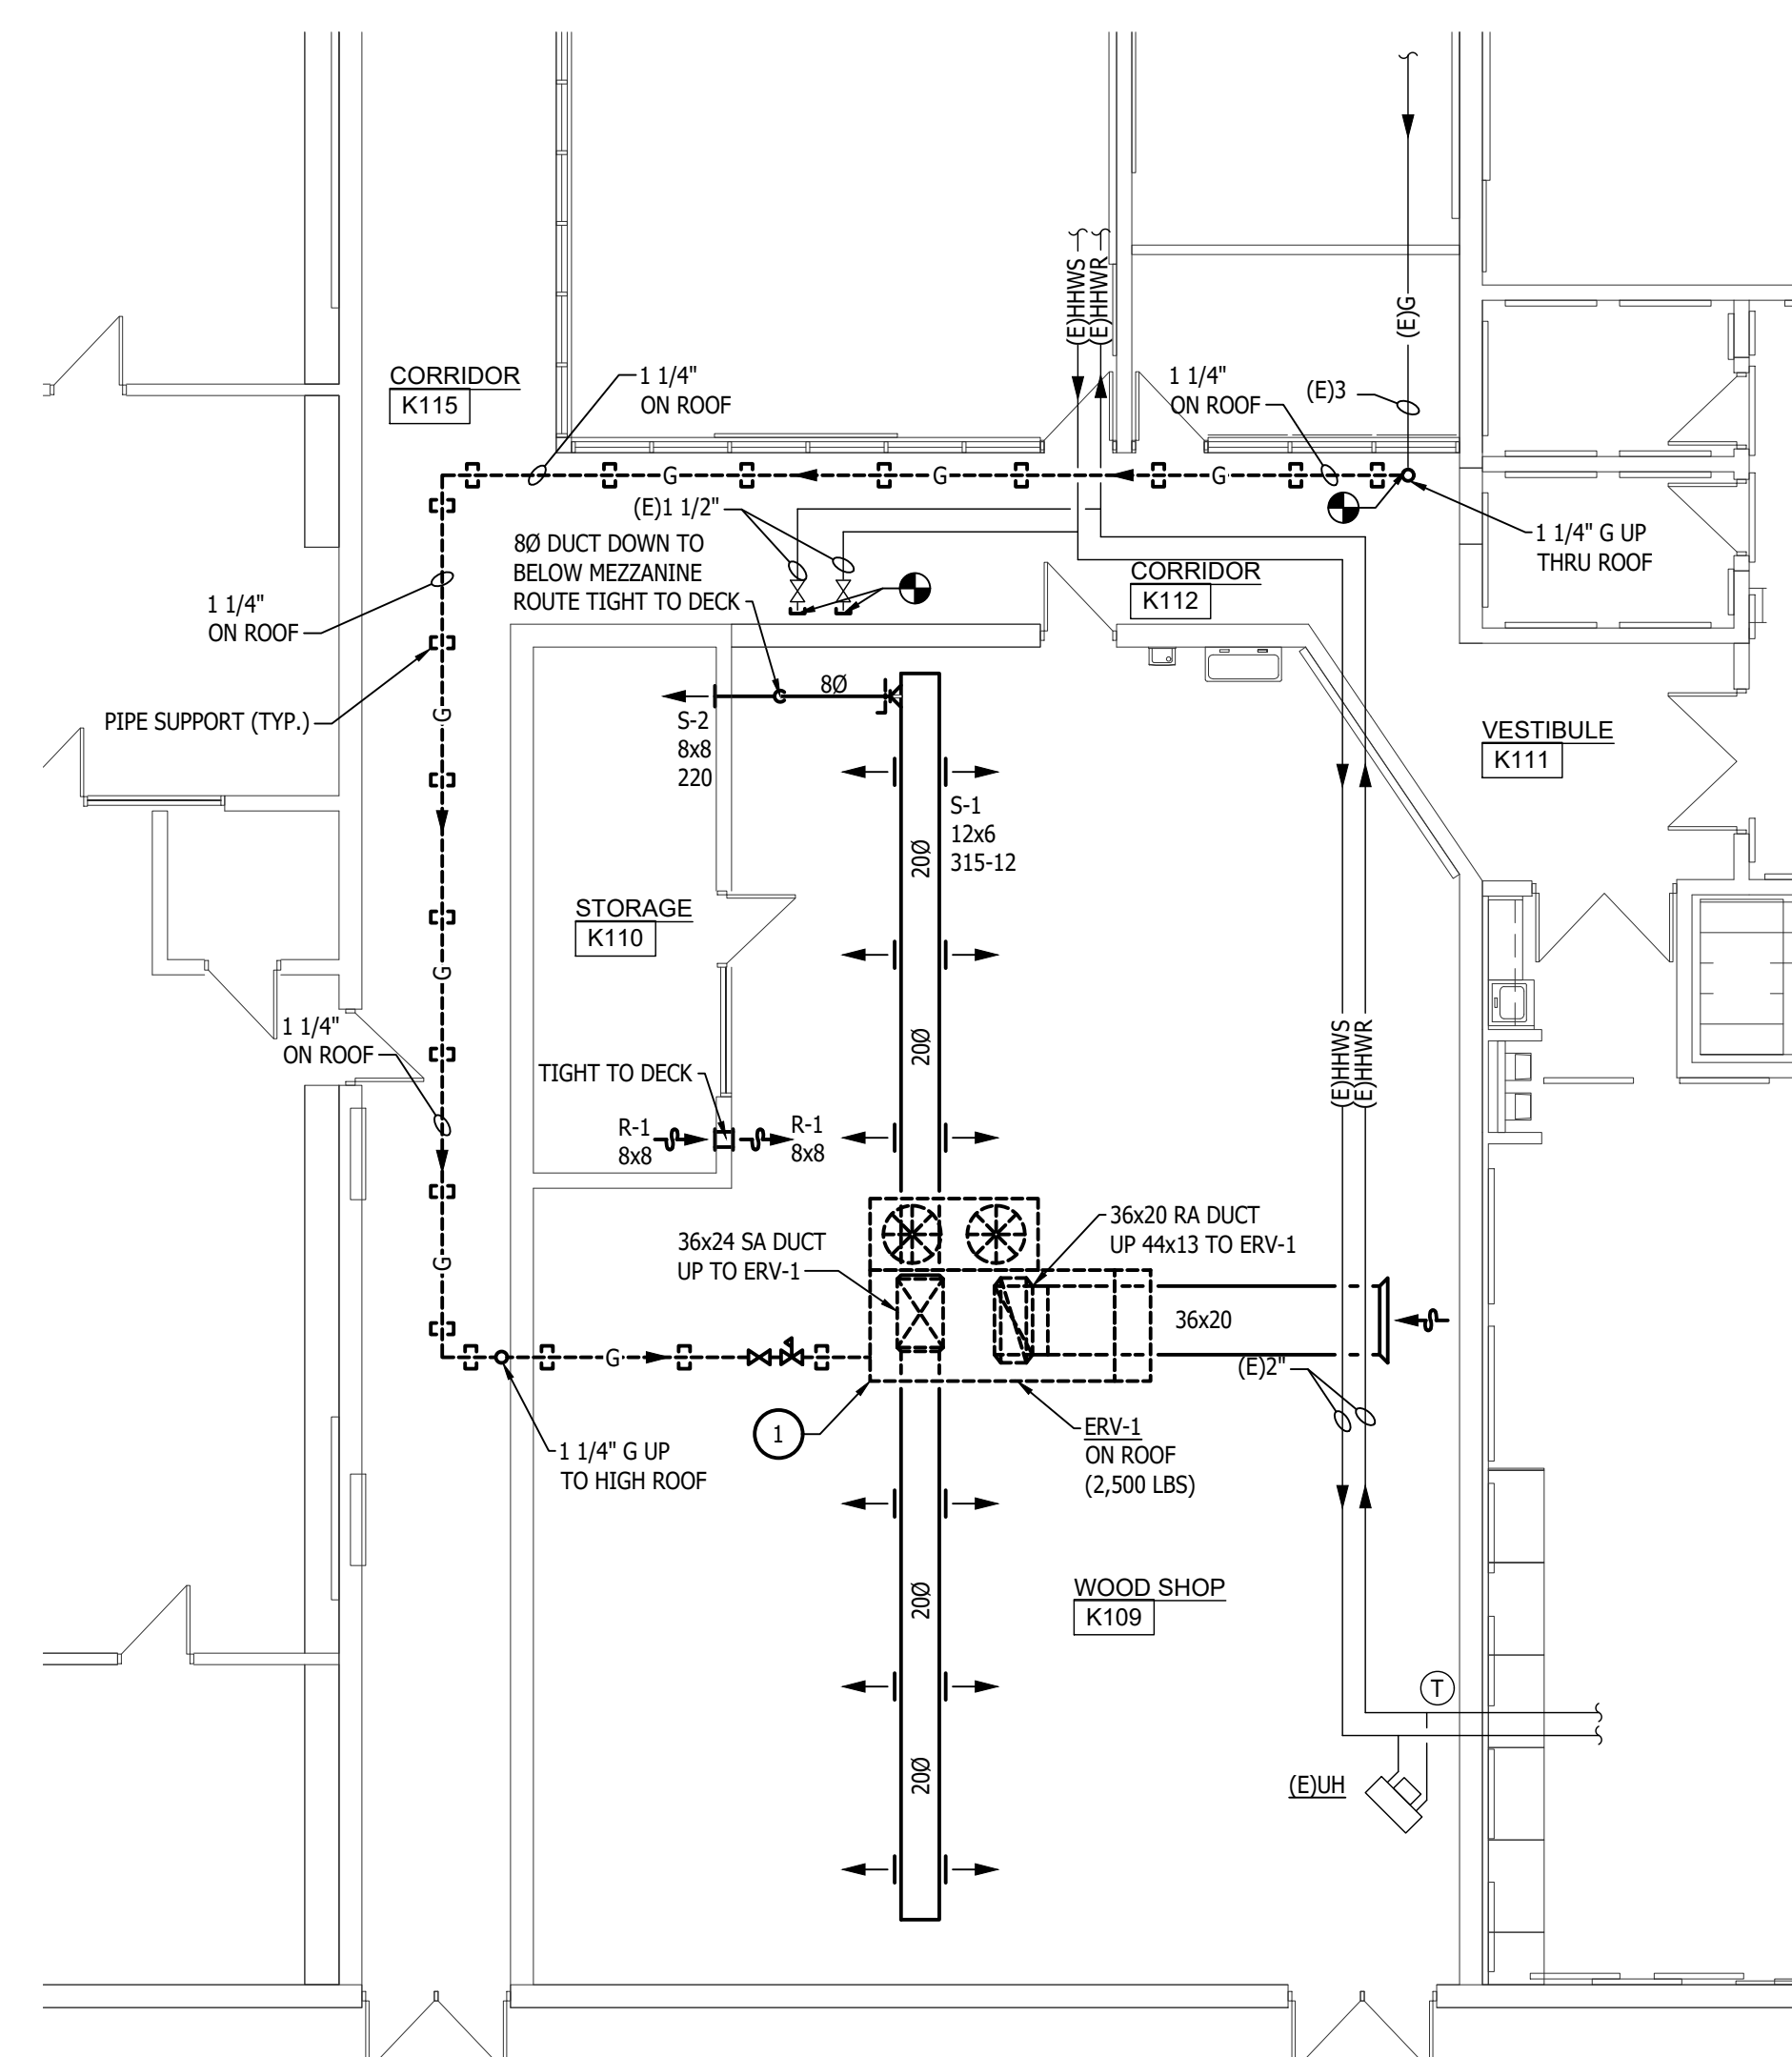 (E)HHWS
(E)HHWR
(E)G
CORRIDOR
K115
1 1/4"
ON ROOF
1 1/4"
ON ROOF
(E)3
G
G
G
(E)1 1/2"
8Ø DUCT DOWN TO
BELOW MEZZANINE
ROUTE TIGHT TO DECK
1 1/4" G UP
THRU ROOF
CORRIDOR
K112
1 1/4"
ON ROOF
PIPE SUPPORT (TYP.)
G
8Ø
S-2
8x8
220
VESTIBULE
K111
S-1
12x6
315-12
20Ø
STORAGE
K110
G
20Ø
1 1/4"
ON ROOF
TIGHT TO DECK
(E)HHWS
(E)HHWR
R-1
8x8
R-1
8x8
G
36x24 SA DUCT
UP TO ERV-1
36x20 RA DUCT
UP 44x13 TO ERV-1
36x20
G
(E)2"
1
ERV-1
ON ROOF
(2,500 LBS)
1 1/4" G UP
TO HIGH ROOF
20Ø
WOOD SHOP
K109
T
20Ø
(E)UH